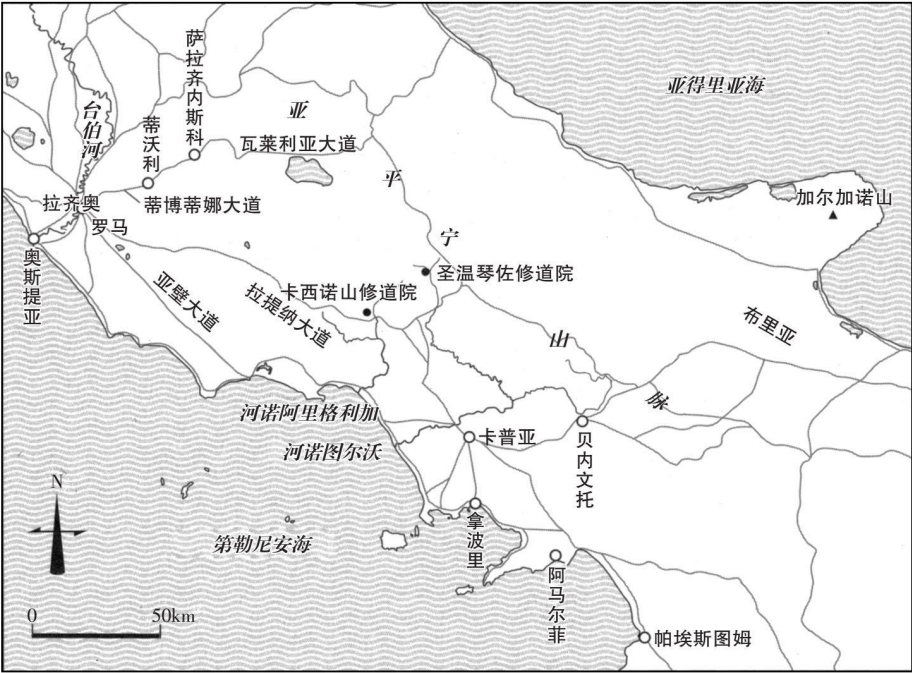 萨拉齐内斯科
亚得里亚海
台伯河
蒂沃利
亚
瓦莱利亚大道
平
加尔加诺山
拉齐奥
蒂博蒂娜大道
罗马
宁
奥斯提亚
圣温琴佐修道院
卡西诺山修道院
亚壁大道
拉提纳大道
布里亚
山
脉
河诺阿里格利加
河诺图尔沃
卡普亚
贝内文托
N
第勒尼安海
拿波里
阿马尔菲
0 50km
帕埃斯图姆